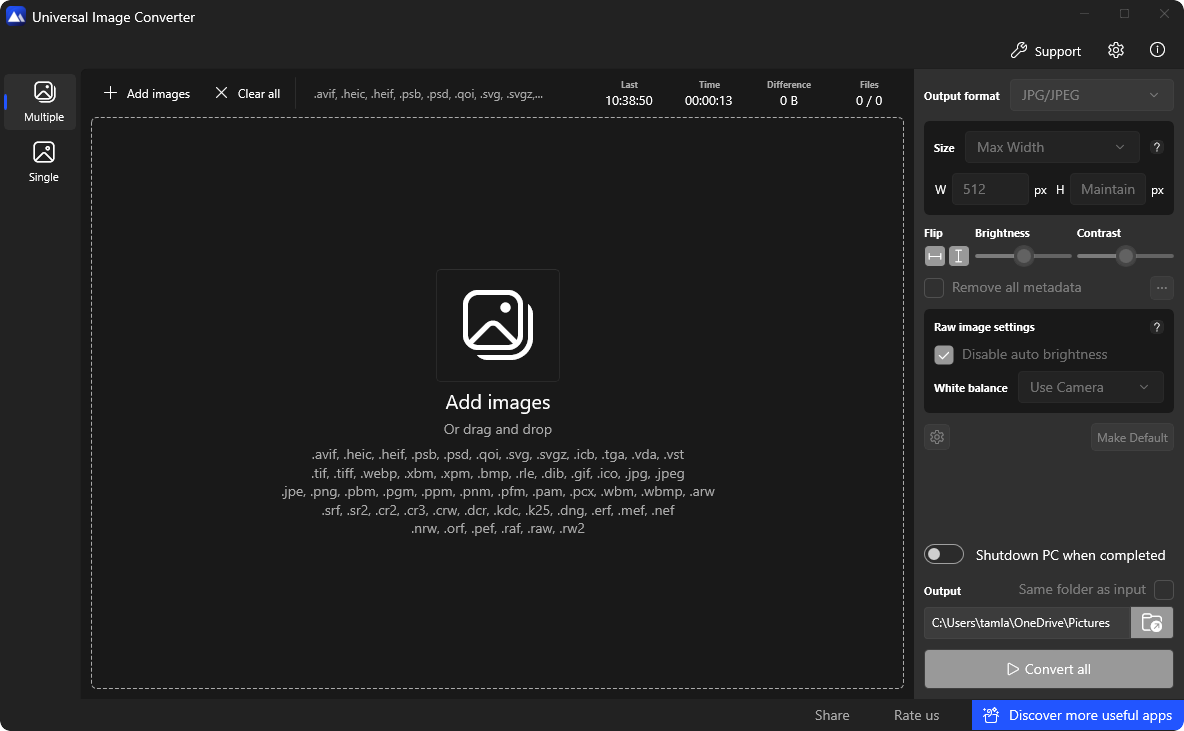 Universal Image Converter
Support
Multiple
Single
Add images
Clear all
.avif, .heic, .heif, .psb, .psd, .qoi, .svg, .svgz,...
Last
10:38:50
Time
00:00:13
Difference
0 B
Files
0 / 0
Add images
Or drag and drop
.avif, .heic, .heif, .psb, .psd, .qoi, .svg, .svgz, .icb, .tga, .vda, .vst
.tif, .tiff, .webp, .xbm, .xpm, .bmp, .rle, .dib, .gif, .ico, .jpg, .jpeg
.jpe, .png, .pbm, .pgm, .ppm, .pnm, .pfm, .pam, .pcx, .wbm, .wbmp, .arw
.srf, .sr2, .cr2, .cr3, .crw, .dcr, .kdc, .k25, .dng, .erf, .mef, .nef
.nrw, .orf, .pef, .raf, .raw, .rw2
Output format
JPG/JPEG
Size
Max Width
?
W
512
px
H
Maintain
px
Flip
Brightness
Contrast
Remove all metadata
...
Raw image settings
?
Disable auto brightness
White balance
Use Camera
Make Default
Shutdown PC when completed
Output
Same folder as input
C:\Users\tamla\OneDrive\Pictures
Convert all
Share
Rate us
Discover more useful apps